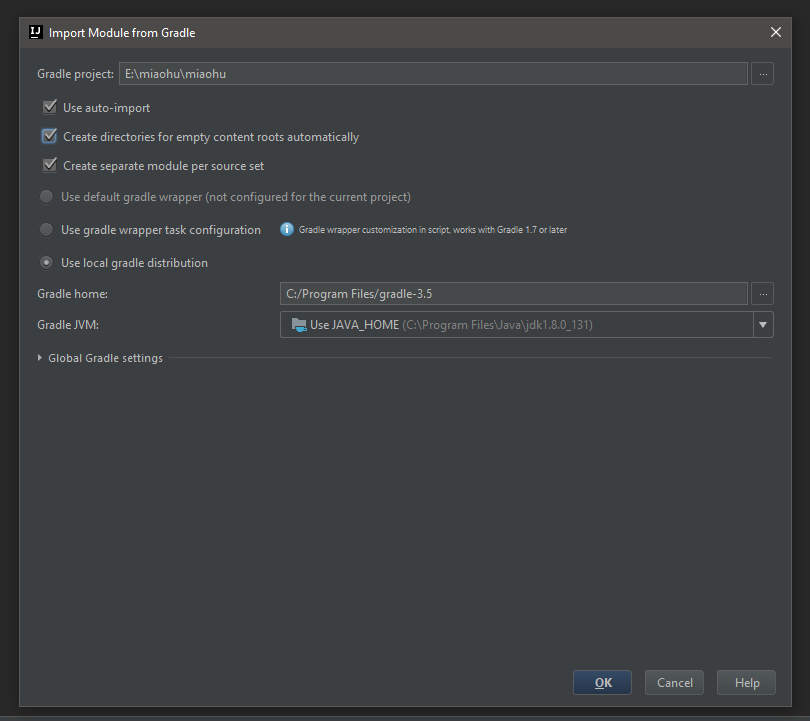 IJ Import Module from Gradle
Gradle project: E:\miaohu\miaohu ...
Use auto-import
Create directories for empty content roots automatically
Create separate module per source set
Use default gradle wrapper (not configured for the current project)
Use gradle wrapper task configuration i Gradle wrapper customization in script, works with Gradle 1.7 or later
Use local gradle distribution
Gradle home: C:/Program Files/gradle-3.5 ...
Gradle JVM: Use JAVA_HOME (C:\Program Files\Java\jdk1.8.0_131)
Global Gradle settings
OK Cancel Help